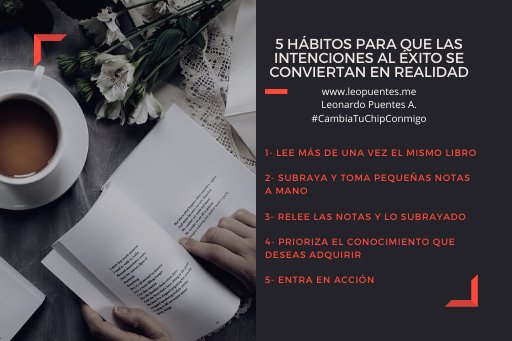 5 HÁBITOS PARA QUE LAS
INTENCIONES AL ÉXITO SE
CONVIERTAN EN REALIDAD
www.leopuentes.me
Leonardo Puentes A.
#CambiaTuChipConmigo
1- LEE MÁS DE UNA VEZ EL MISMO LIBRO
2- SUBRAYA Y TOMA PEQUEÑAS NOTAS
A MANO
3- RELEE LAS NOTAS Y LO SUBRAYADO
4- PRIORIZA EL CONOCIMIENTO QUE
DESEAS ADQUIRIR
5- ENTRA EN ACCIÓN